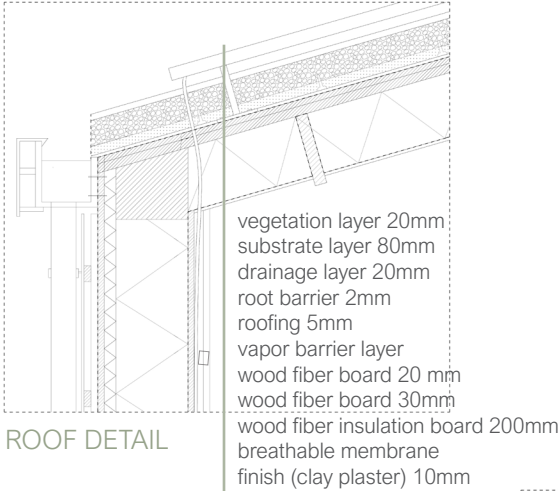 vegetation layer 20mm
substrate layer 80mm
drainage layer 20mm
root barrier 2mm
roofing 5mm
vapor barrier layer
wood fiber board 20 mm
wood fiber board 30mm
wood fiber insulation board 200mm
breathable membrane
finish (clay plaster) 10mm
ROOF DETAIL